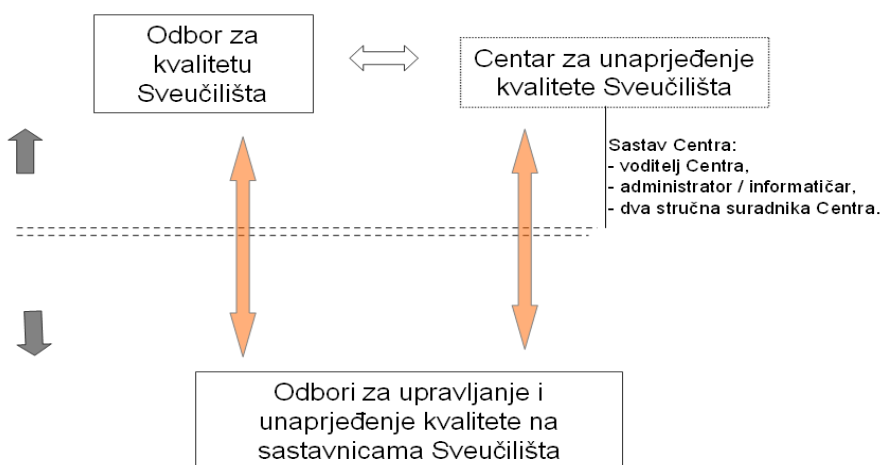 Odbor za
kvalitetu
Sveučilišta
Centar za unaprjeđenje
kvalitete Sveučilišta
Sastav Centra:
- voditelj Centra,
- administrator / informatičar,
- dva stručna suradnika Centra.
Odbori za upravljanje i
unaprjeđenje kvalitete na
sastavnicama Sveučilišta